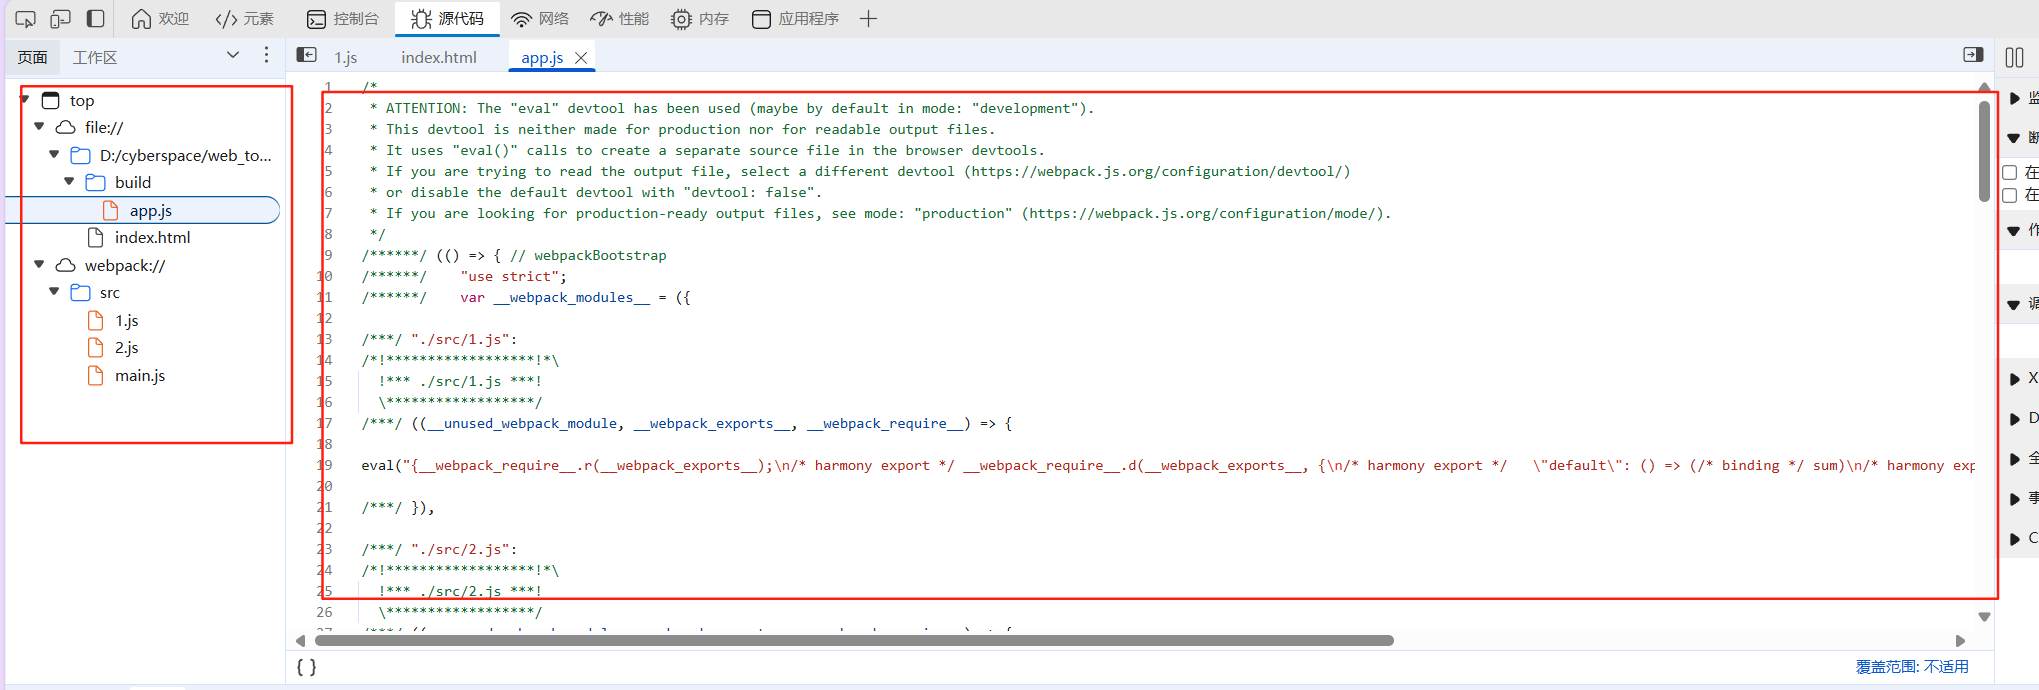 欢迎 元素 控制台 源代码 网络 性能 内存 应用程序
页面 工作区
1.js index.html app.js
top
file://
D:/cyberspace/web_to...
build
app.js
index.html
webpack://
src
1.js
2.js
main.js
1 /*
2 * ATTENTION: The "eval" devtool has been used (maybe by default in mode: "development").
3 * This devtool is neither made for production nor for readable output files.
4 * It uses "eval()" calls to create a separate source file in the browser devtools.
5 * If you are trying to read the output file, select a different devtool (https://webpack.js.org/configuration/devtool/)
6 * or disable the default devtool with "devtool: false".
7 * If you are looking for production-ready output files, see mode: "production" (https://webpack.js.org/configuration/mode/).
8 */
9 /******/ (() => { // webpackBootstrap
10 /******/ "use strict";
11 /******/ var __webpack_modules__ = ({
12
13 /***/ "./src/1.js":
14 /*!******************!*\
15 !*** ./src/1.js ***!
16 \******************/
17 /***/ ((__unused_webpack_module, __webpack_exports__, __webpack_require__) => {
18
19 eval("{__webpack_require__.r(__webpack_exports__);\n/* harmony export */ __webpack_require__.d(__webpack_exports__, {\n/* harmony export */ \"default\": () => (/* binding */ sum)\n/* harmony exp
20
21 /***/ }),
22
23 /***/ "./src/2.js":
24 /*!******************!*\
25 !*** ./src/2.js ***!
26 \******************/
{ }
覆盖范围: 不适用
监
断
在
在
作
调
X
D
全
事
C